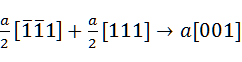 a/2 [1̅1̅1] + a/2 [111] → a[001]